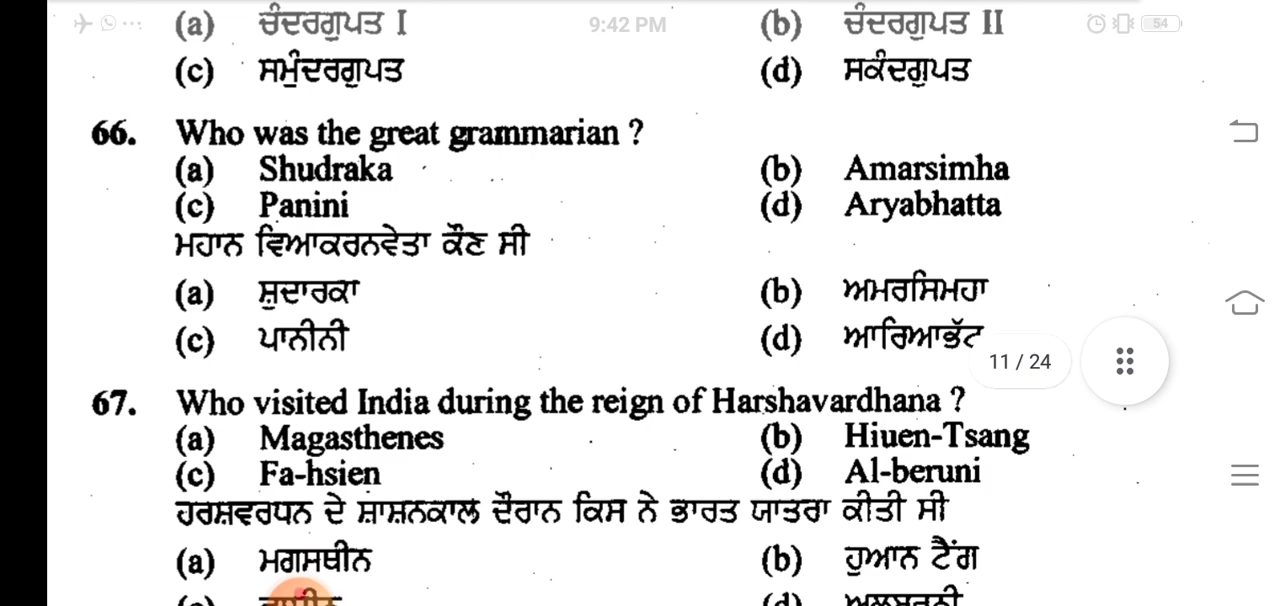 (a) ਚੰਦਰਗੁਪਤ I 9:42 PM (b) ਚੰਦਰਗੁਪਤ II 54
(c) ਸਮੁੰਦਰਗੁਪਤ (d) ਸਕੰਦਗੁਪਤ
66. Who was the great grammarian ?
(a) Shudraka (b) Amarsimha
(c) Panini (d) Aryabhatta
ਮਹਾਨ ਵਿਆਕਰਨਵੇਤਾ ਕੌਣ ਸੀ
(a) ਸ਼ੁਦਾਰਕਾ (b) ਅਮਰਸਿਮਹਾ
(c) ਪਾਨੀਨੀ (d) ਆਰਿਆਭੱਟ
11 / 24
67. Who visited India during the reign of Harshavardhana ?
(a) Magasthenes (b) Hiuen-Tsang
(c) Fa-hsien (d) Al-beruni
ਹਰਸ਼ਵਰਧਨ ਦੇ ਸ਼ਾਸ਼ਨਕਾਲ ਦੌਰਾਨ ਕਿਸ ਨੇ ਭਾਰਤ ਯਾਤਰਾ ਕੀਤੀ ਸੀ
(a) ਮਗਸਥੀਨ (b) ਹੁਆਨ ਟੈਂਗ